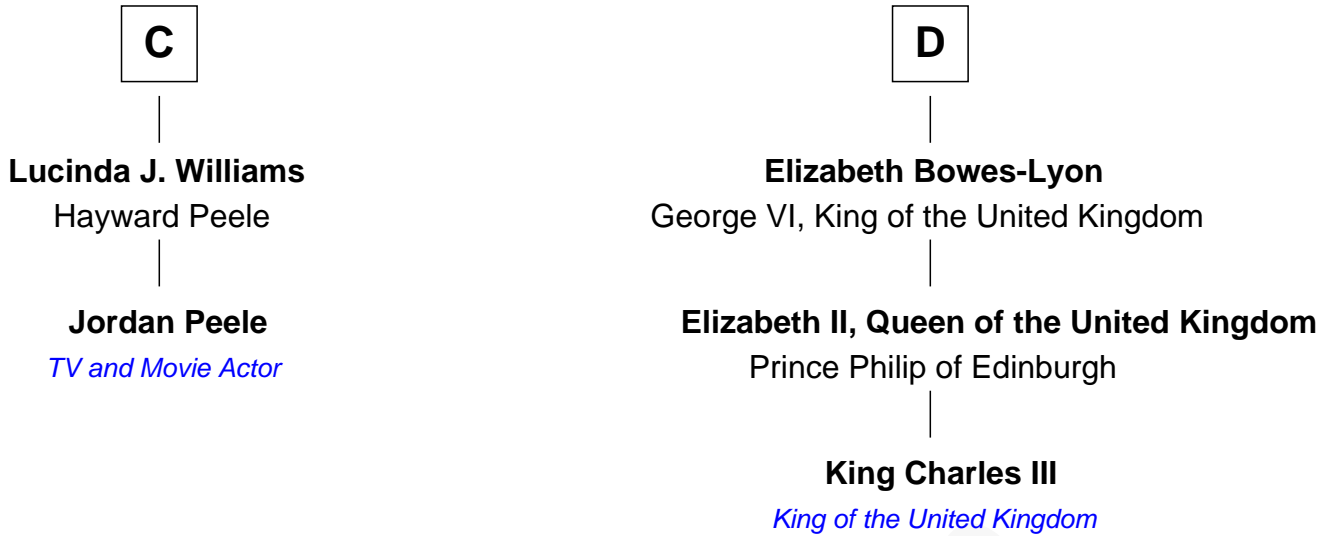 C
Lucinda J. Williams
Hayward Peele
Jordan Peele
TV and Movie Actor
D
Elizabeth Bowes-Lyon
George VI, King of the United Kingdom
Elizabeth II, Queen of the United Kingdom
Prince Philip of Edinburgh
King Charles III
King of the United Kingdom